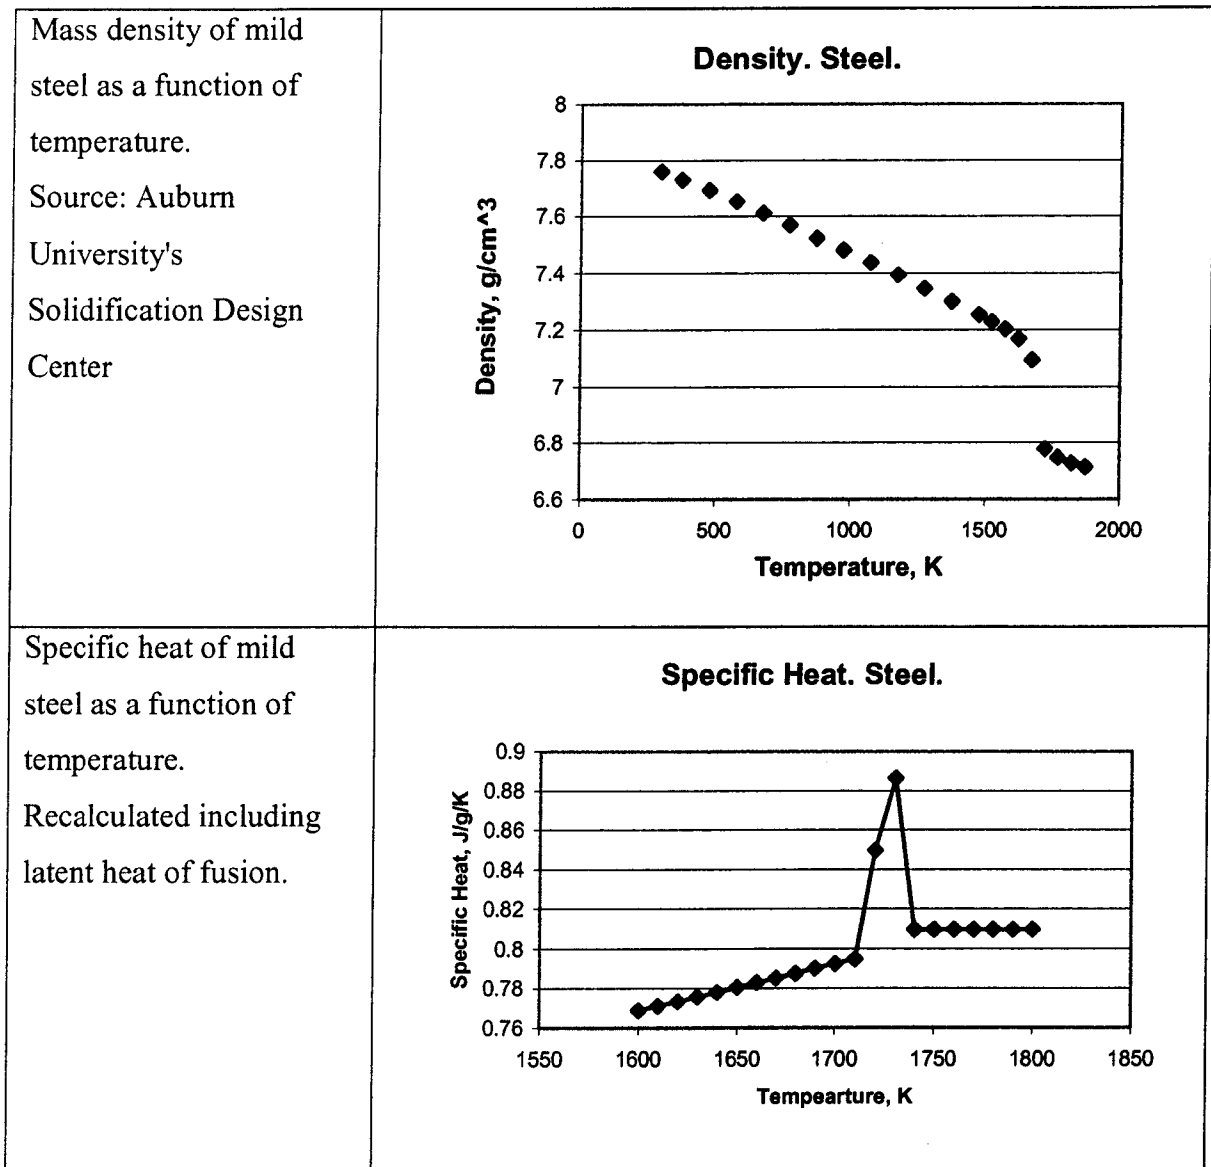 Mass density of mild
steel as a function of
temperature.
Source: Auburn
University's
Solidification Design
Center
Density. Steel.
8
7.8
7.6
7.4
7.2
7
6.8
6.6
Density, g/cm^3
0 500 1000 1500 2000
Temperature, K
Specific heat of mild
steel as a function of
temperature.
Recalculated including
latent heat of fusion.
Specific Heat. Steel.
0.9
0.88
0.86
0.84
0.82
0.8
0.78
0.76
Specific Heat, J/g/K
1550 1600 1650 1700 1750 1800 1850
Tempearture, K